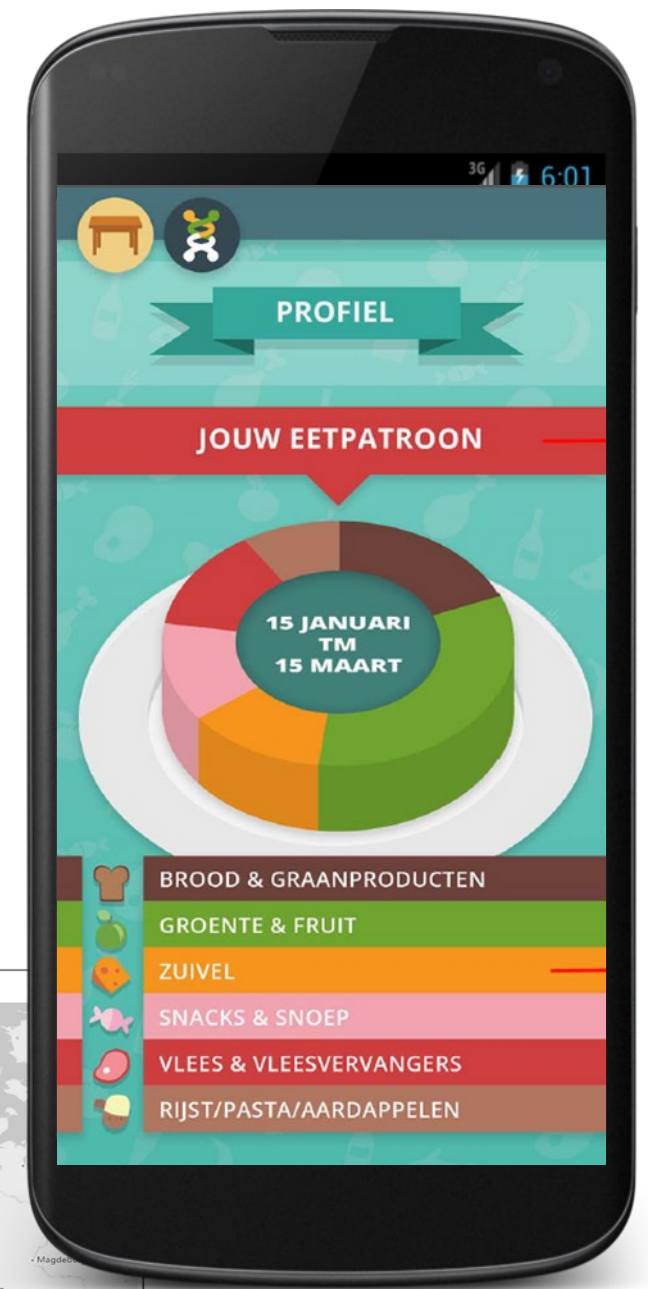 3G 6:01
PROFIEL
JOUW EETPATROON
15 JANUARI
TM
15 MAART
BROOD & GRAANPRODUCTEN
GROENTE & FRUIT
ZUIVEL
SNACKS & SNOEP
VLEES & VLEESVERVANGERS
RIJST/PASTA/AARDAPPELEN